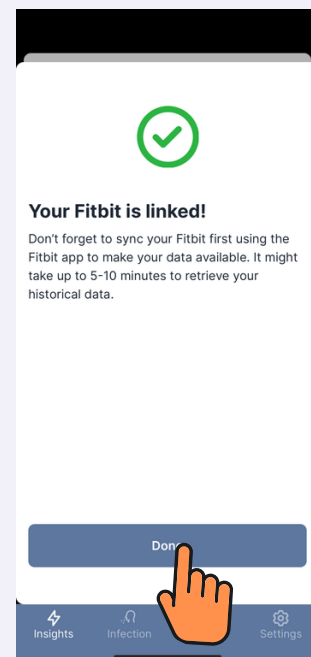 Your Fitbit is linked!
Don't forget to sync your Fitbit first using the
Fitbit app to make your data available. It might
take up to 5-10 minutes to retrieve your
historical data.
Done
Insights
Infection
Settings